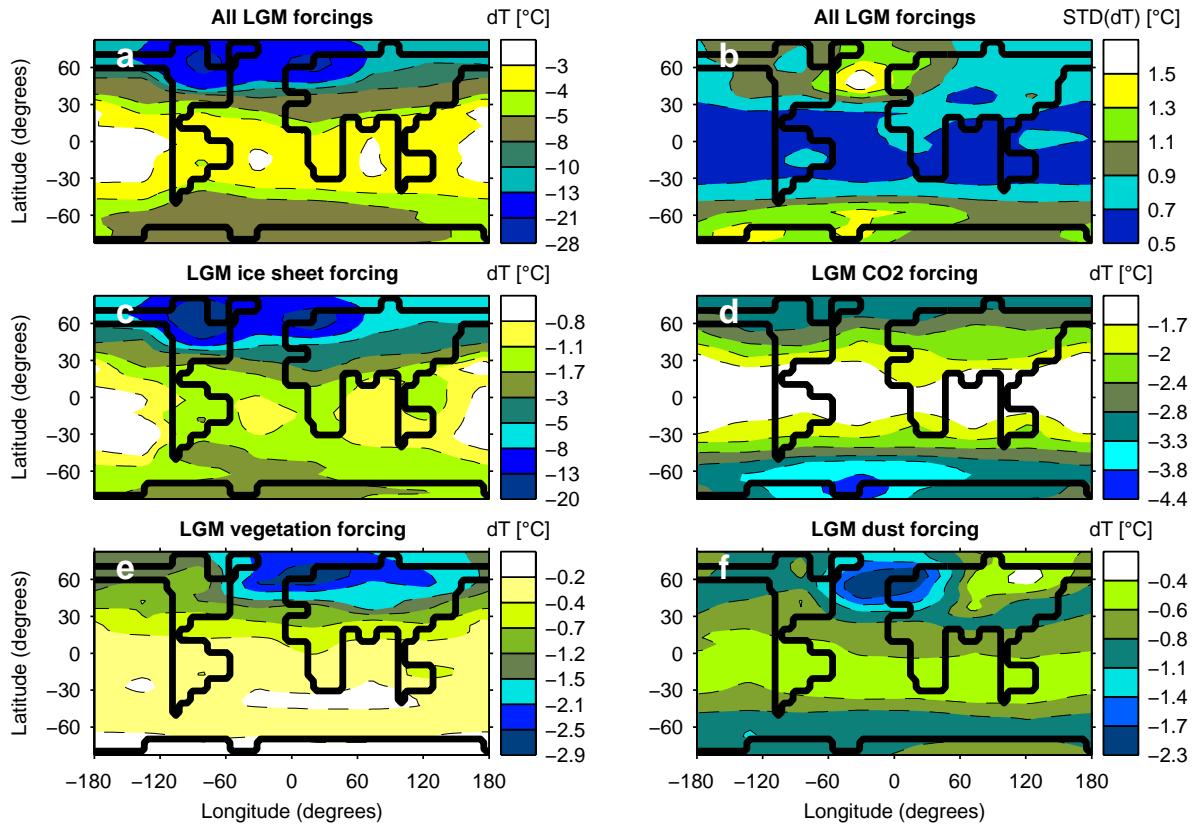 All LGM forcings
dT [°C]
a
60
30
0
−30
−60
Latitude (degrees)
−3
−4
−5
−8
−10
−13
−21
−28
All LGM forcings
STD(dT) [°C]
b
60
30
0
−30
−60
Latitude (degrees)
1.5
1.3
1.1
0.9
0.7
0.5
LGM ice sheet forcing
dT [°C]
c
60
30
0
−30
−60
Latitude (degrees)
−0.8
−1.1
−1.7
−3
−5
−8
−13
−20
LGM CO2 forcing
dT [°C]
d
60
30
0
−30
−60
Latitude (degrees)
−1.7
−2
−2.4
−2.8
−3.3
−3.8
−4.4
LGM vegetation forcing
dT [°C]
e
60
30
0
−30
−60
Latitude (degrees)
−0.2
−0.4
−0.7
−1.2
−1.5
−2.1
−2.5
−2.9
−180 −120 −60 0 60 120 180
Longitude (degrees)
LGM dust forcing
dT [°C]
f
60
30
0
−30
−60
Latitude (degrees)
−0.4
−0.6
−0.8
−1.1
−1.4
−1.7
−2.3
−180 −120 −60 0 60 120 180
Longitude (degrees)